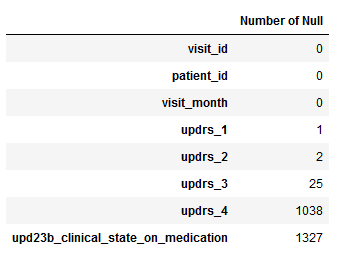 Number of Null
visit_id 0
patient_id 0
visit_month 0
updrs_1 1
updrs_2 2
updrs_3 25
updrs_4 1038
upd23b_clinical_state_on_medication 1327